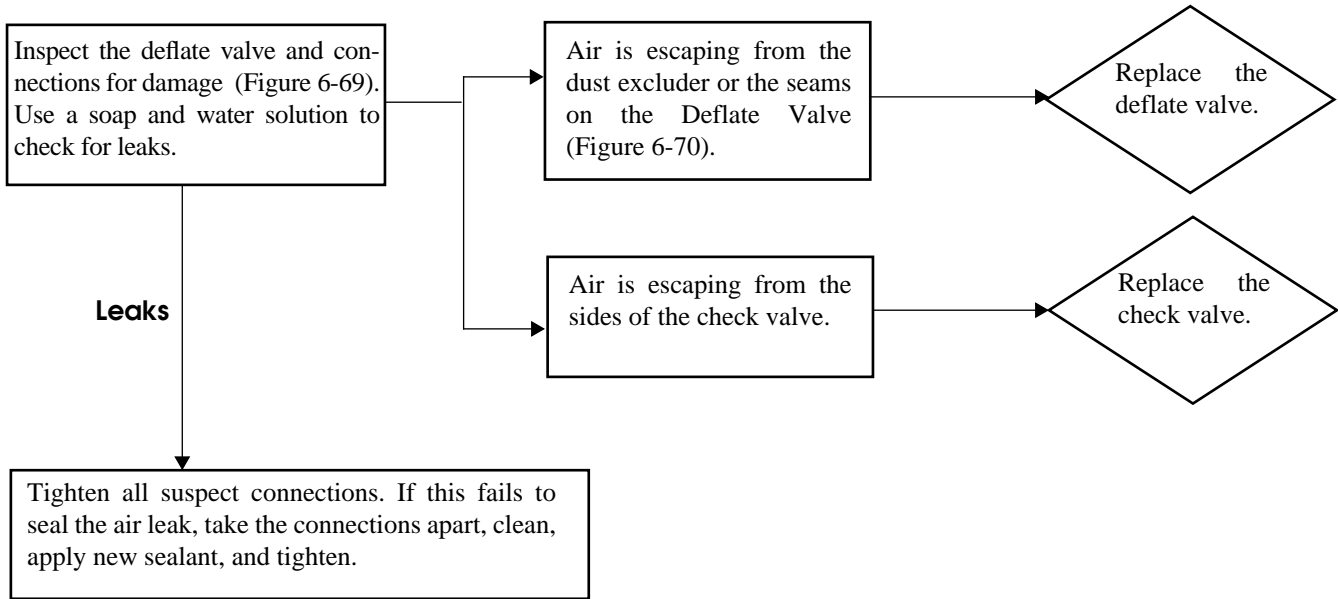 Inspect the deflate valve and con-
nections for damage (Figure 6-69).
Use a soap and water solution to
check for leaks.
Air is escaping from the
dust excluder or the seams
on the Deflate Valve
(Figure 6-70).
Replace the
deflate valve.
Air is escaping from the
sides of the check valve.
Replace the
check valve.
Leaks
Tighten all suspect connections. If this fails to
seal the air leak, take the connections apart, clean,
apply new sealant, and tighten.